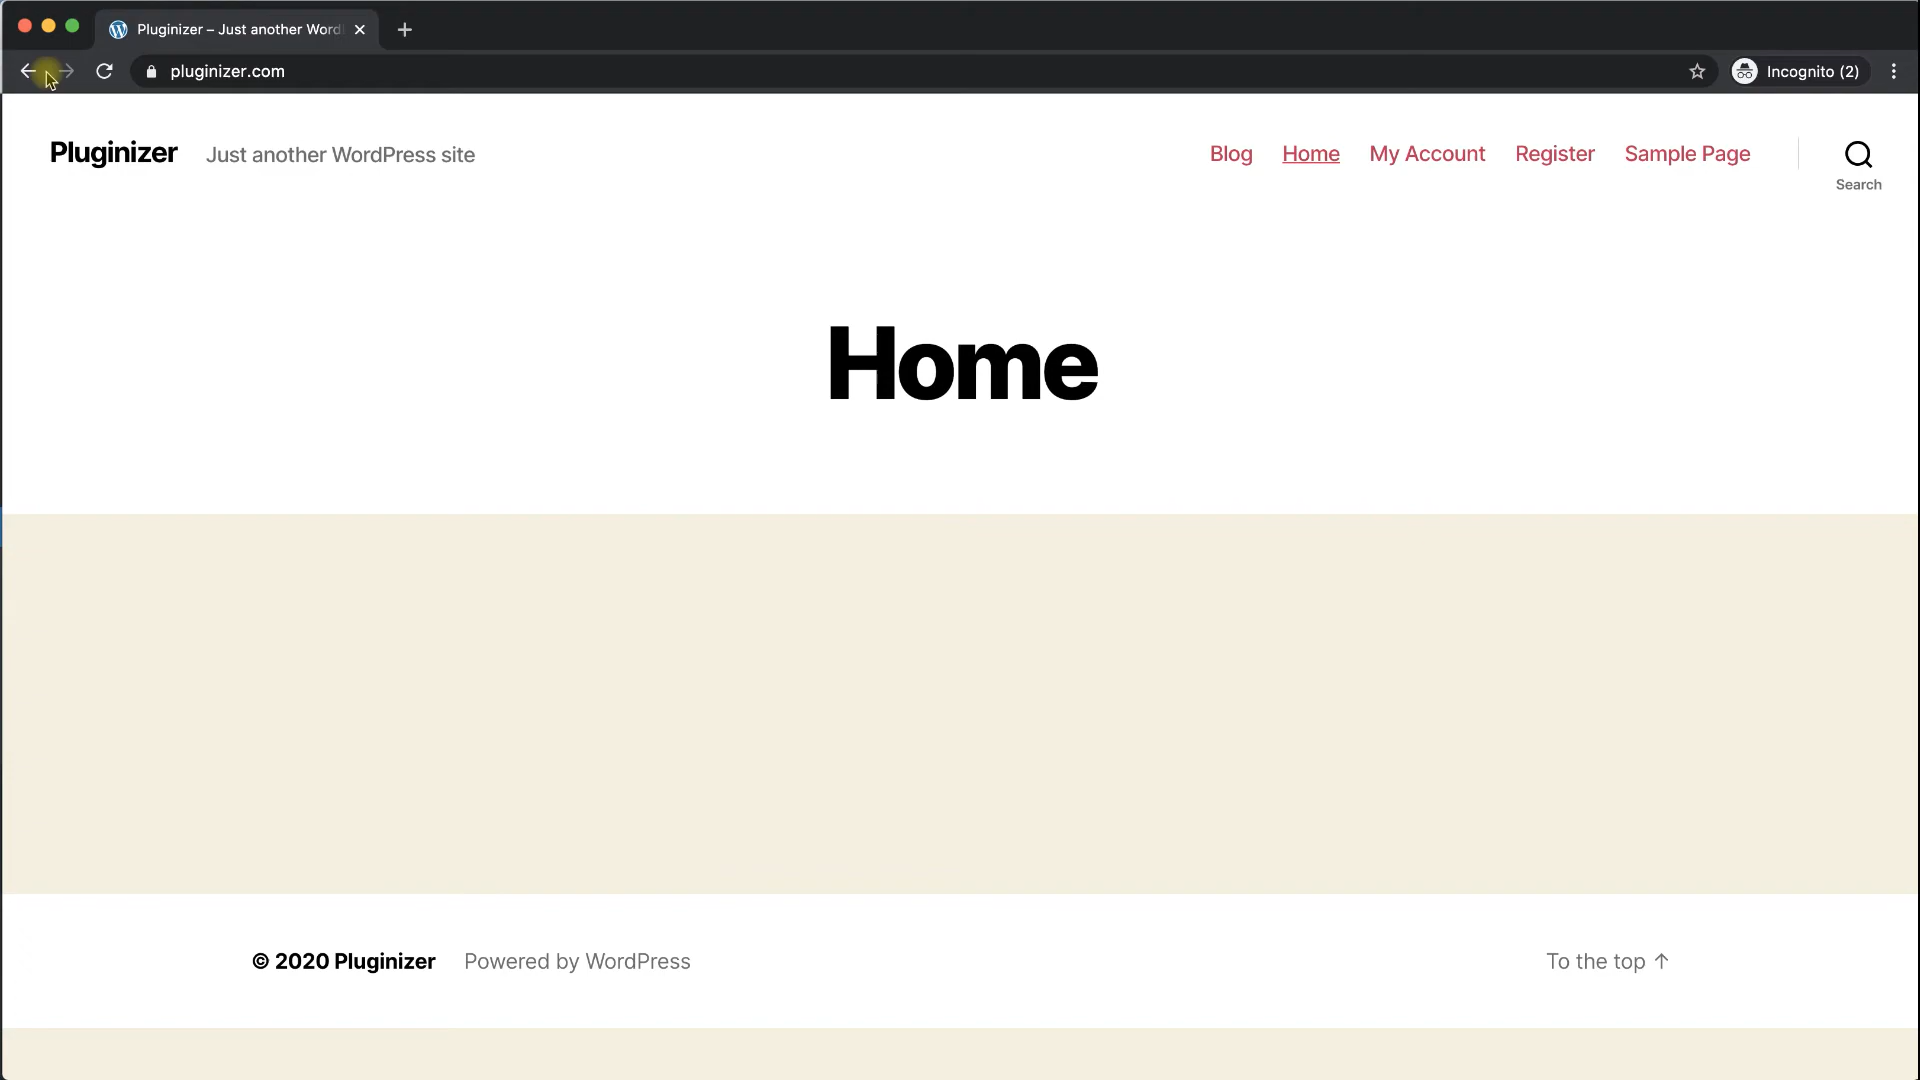 Pluginizer – Just another Word
pluginizer.com
Incognito (2)
Pluginizer Just another WordPress site
Blog Home My Account Register Sample Page
Search
Home
© 2020 Pluginizer Powered by WordPress
To the top ↑